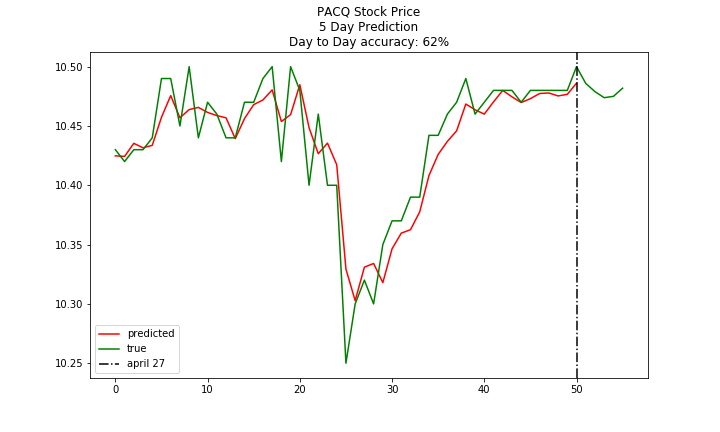 PACQ Stock Price
5 Day Prediction
Day to Day accuracy: 62%
10.50
10.45
10.40
10.35
10.30
10.25
predicted
true
april 27
0 10 20 30 40 50